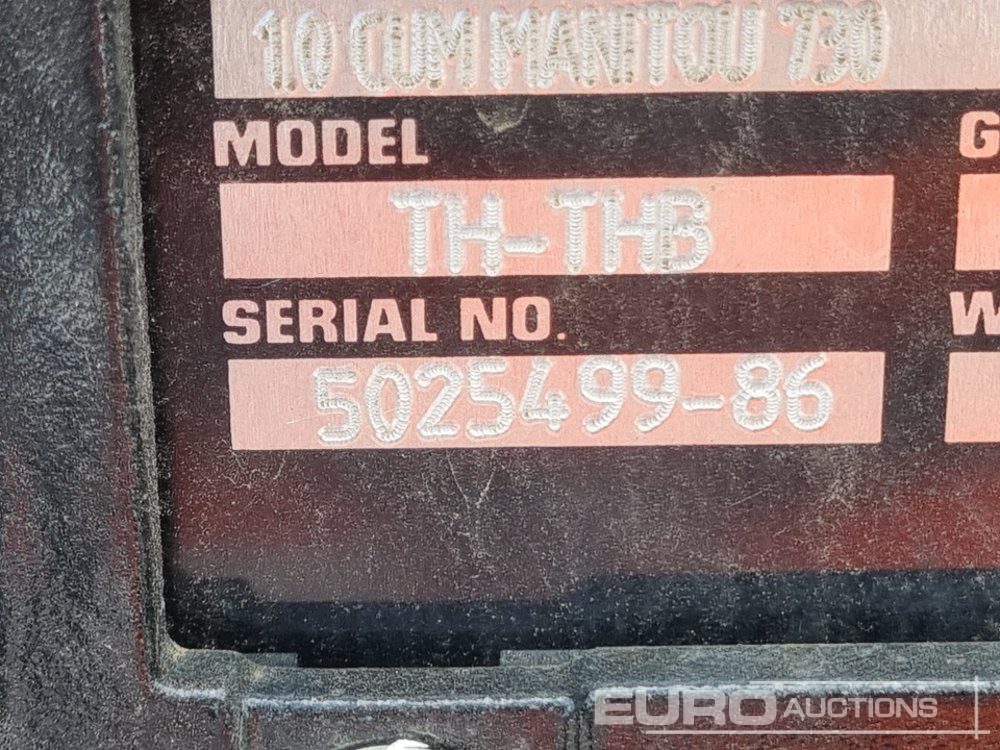 1.0 CUM MANITOU 730
MODEL
G
TH-THB
SERIAL NO.
W
5025499-86
EURO AUCTIONS